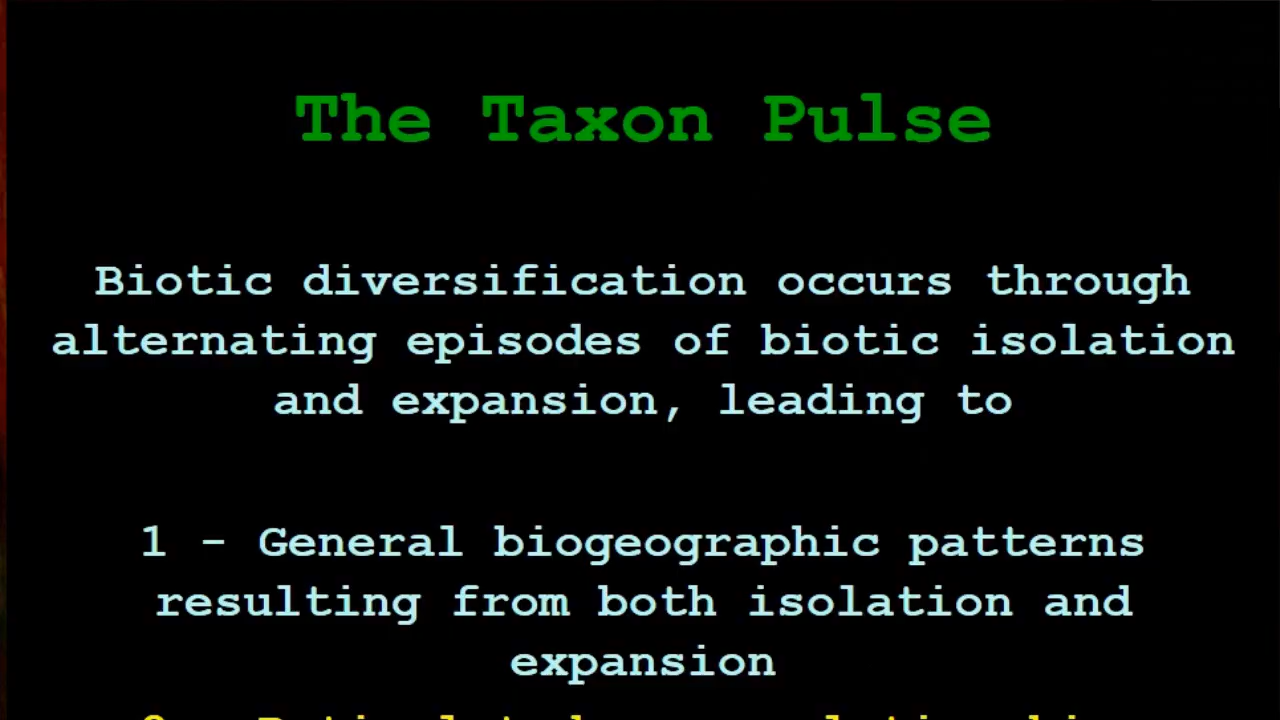 The Taxon Pulse
Biotic diversification occurs through
alternating episodes of biotic isolation
and expansion, leading to
1 - General biogeographic patterns
resulting from both isolation and
expansion